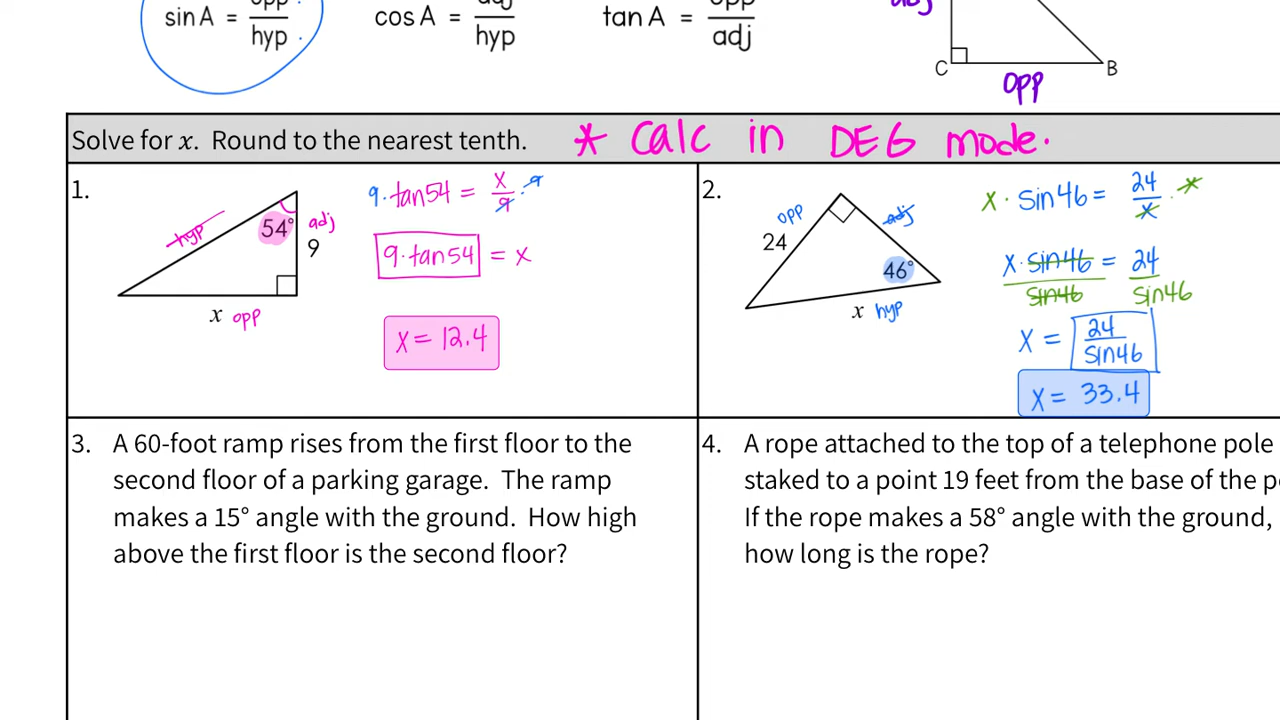 sin A = opp / hyp
cos A = adj / hyp
tan A = opp / adj
adj
C
B
opp
Solve for x. Round to the nearest tenth. * Calc in DEG mode.
1.
hyp
54°
adj
9
x opp
9·tan54 = x/9 ·9
9·tan54 = x
x = 12.4
2.
opp
24
adj
46°
x hyp
x · sin46 = 24/x · x
x · sin46 / sin46 = 24 / sin46
x = 24 / sin46
x = 33.4
3. A 60-foot ramp rises from the first floor to the
second floor of a parking garage. The ramp
makes a 15° angle with the ground. How high
above the first floor is the second floor?
4. A rope attached to the top of a telephone pole
staked to a point 19 feet from the base of the
If the rope makes a 58° angle with the ground,
how long is the rope?